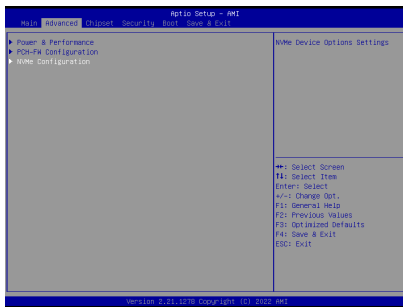 Aptio Setup - AMI
Main Advanced Chipset Security Boot Save & Exit
Power & Performance
PCH-FW Configuration
NVMe Configuration
NVMe Device Options Settings
→←: Select Screen
↑↓: Select Item
Enter: Select
+/-: Change Opt.
F1: General Help
F2: Previous Values
F3: Optimized Defaults
F4: Save & Exit
ESC: Exit
Version 2.21.1278 Copyright (C) 2022 AMI